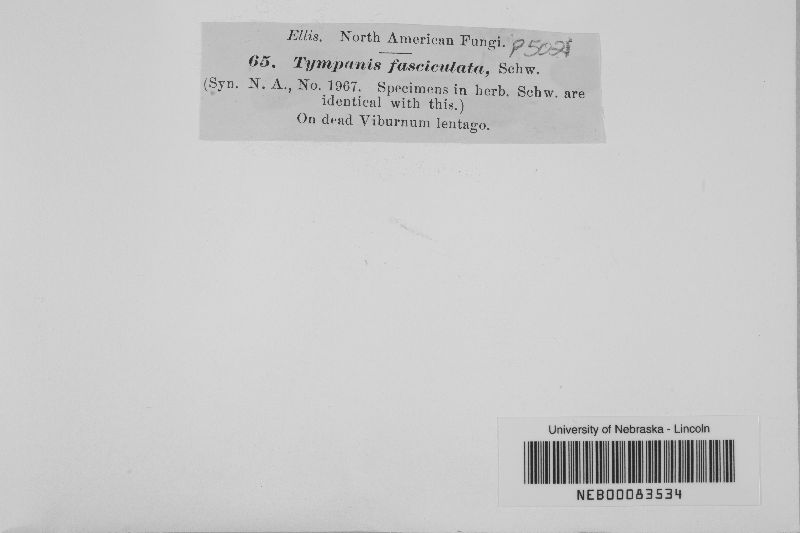 Ellis. North American Fungi.
65. Tympanis fasciculata, Schw.
(Syn. N. A., No. 1967. Specimens in herb. Schw. are
identical with this.)
On dead Viburnum lentago.
University of Nebraska - Lincoln
NEB00083534